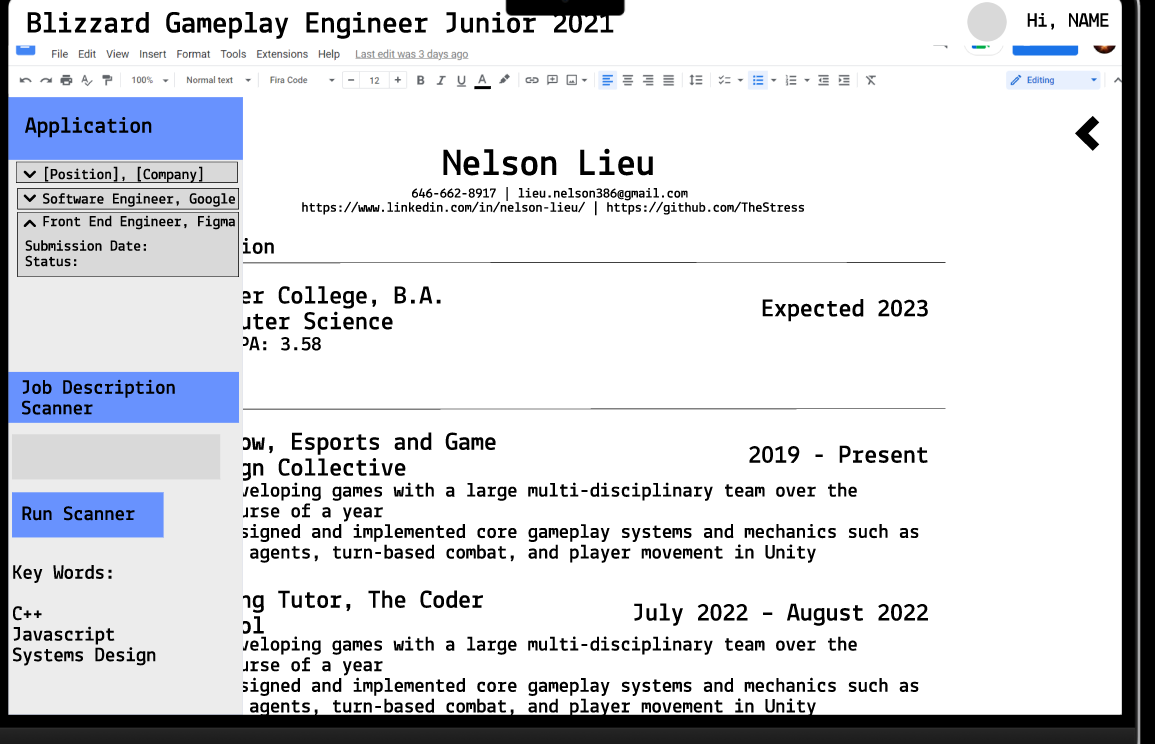 Blizzard Gameplay Engineer Junior 2021
Hi, NAME
File Edit View Insert Format Tools Extensions Help Last edit was 3 days ago
100% Normal text Fira Code 12 B I U A Editing
Application
[Position], [Company]
Software Engineer, Google
Front End Engineer, Figma
Submission Date:
Status:
Job Description
Scanner
Run Scanner
Key Words:
C++
Javascript
Systems Design
Nelson Lieu
646-662-8917 | lieu.nelson386@gmail.com
https://www.linkedin.com/in/nelson-lieu/ | https://github.com/TheStress
ion
er College, B.A.
Expected 2023
uter Science
PA: 3.58
ow, Esports and Game
2019 - Present
gn Collective
veloping games with a large multi-disciplinary team over the
urse of a year
signed and implemented core gameplay systems and mechanics such as
agents, turn-based combat, and player movement in Unity
ng Tutor, The Coder
July 2022 - August 2022
ol
veloping games with a large multi-disciplinary team over the
urse of a year
signed and implemented core gameplay systems and mechanics such as
agents, turn-based combat, and player movement in Unity